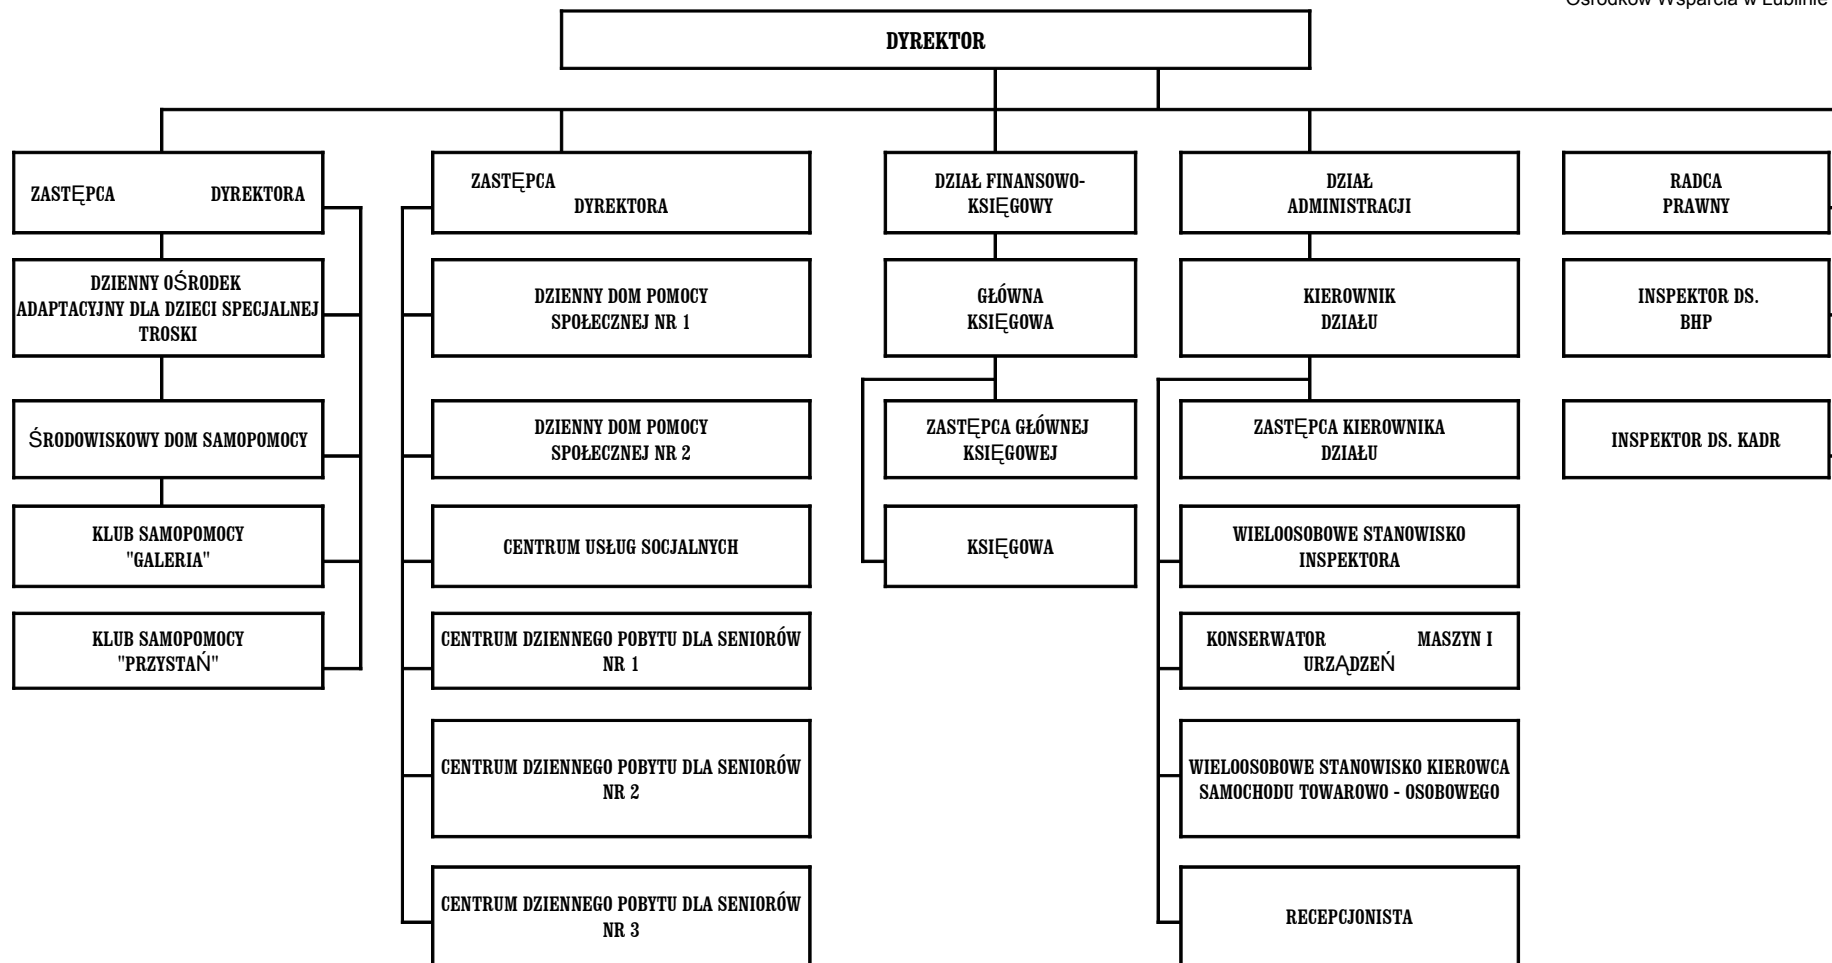 Ośrodków Wsparcia w Lublinie
DYREKTOR
ZASTĘPCA DYREKTORA
DZIENNY OŚRODEK
ADAPTACYJNY DLA DZIECI SPECJALNEJ
TROSKI
ŚRODOWISKOWY DOM SAMOPOMOCY
KLUB SAMOPOMOCY
"GALERIA"
KLUB SAMOPOMOCY
"PRZYSTAŃ"
ZASTĘPCA
DYREKTORA
DZIENNY DOM POMOCY
SPOŁECZNEJ NR 1
DZIENNY DOM POMOCY
SPOŁECZNEJ NR 2
CENTRUM USŁUG SOCJALNYCH
CENTRUM DZIENNEGO POBYTU DLA SENIORÓW
NR 1
CENTRUM DZIENNEGO POBYTU DLA SENIORÓW
NR 2
CENTRUM DZIENNEGO POBYTU DLA SENIORÓW
NR 3
DZIAŁ FINANSOWO-
KSIĘGOWY
GŁÓWNA
KSIĘGOWA
ZASTĘPCA GŁÓWNEJ
KSIĘGOWEJ
KSIĘGOWA
DZIAŁ
ADMINISTRACJI
KIEROWNIK
DZIAŁU
ZASTĘPCA KIEROWNIKA
DZIAŁU
WIELOOSOBOWE STANOWISKO
INSPEKTORA
KONSERWATOR MASZYN I
URZĄDZEŃ
WIELOOSOBOWE STANOWISKO KIEROWCA
SAMOCHODU TOWAROWO - OSOBOWEGO
RECEPCJONISTA
RADCA
PRAWNY
INSPEKTOR DS.
BHP
INSPEKTOR DS. KADR